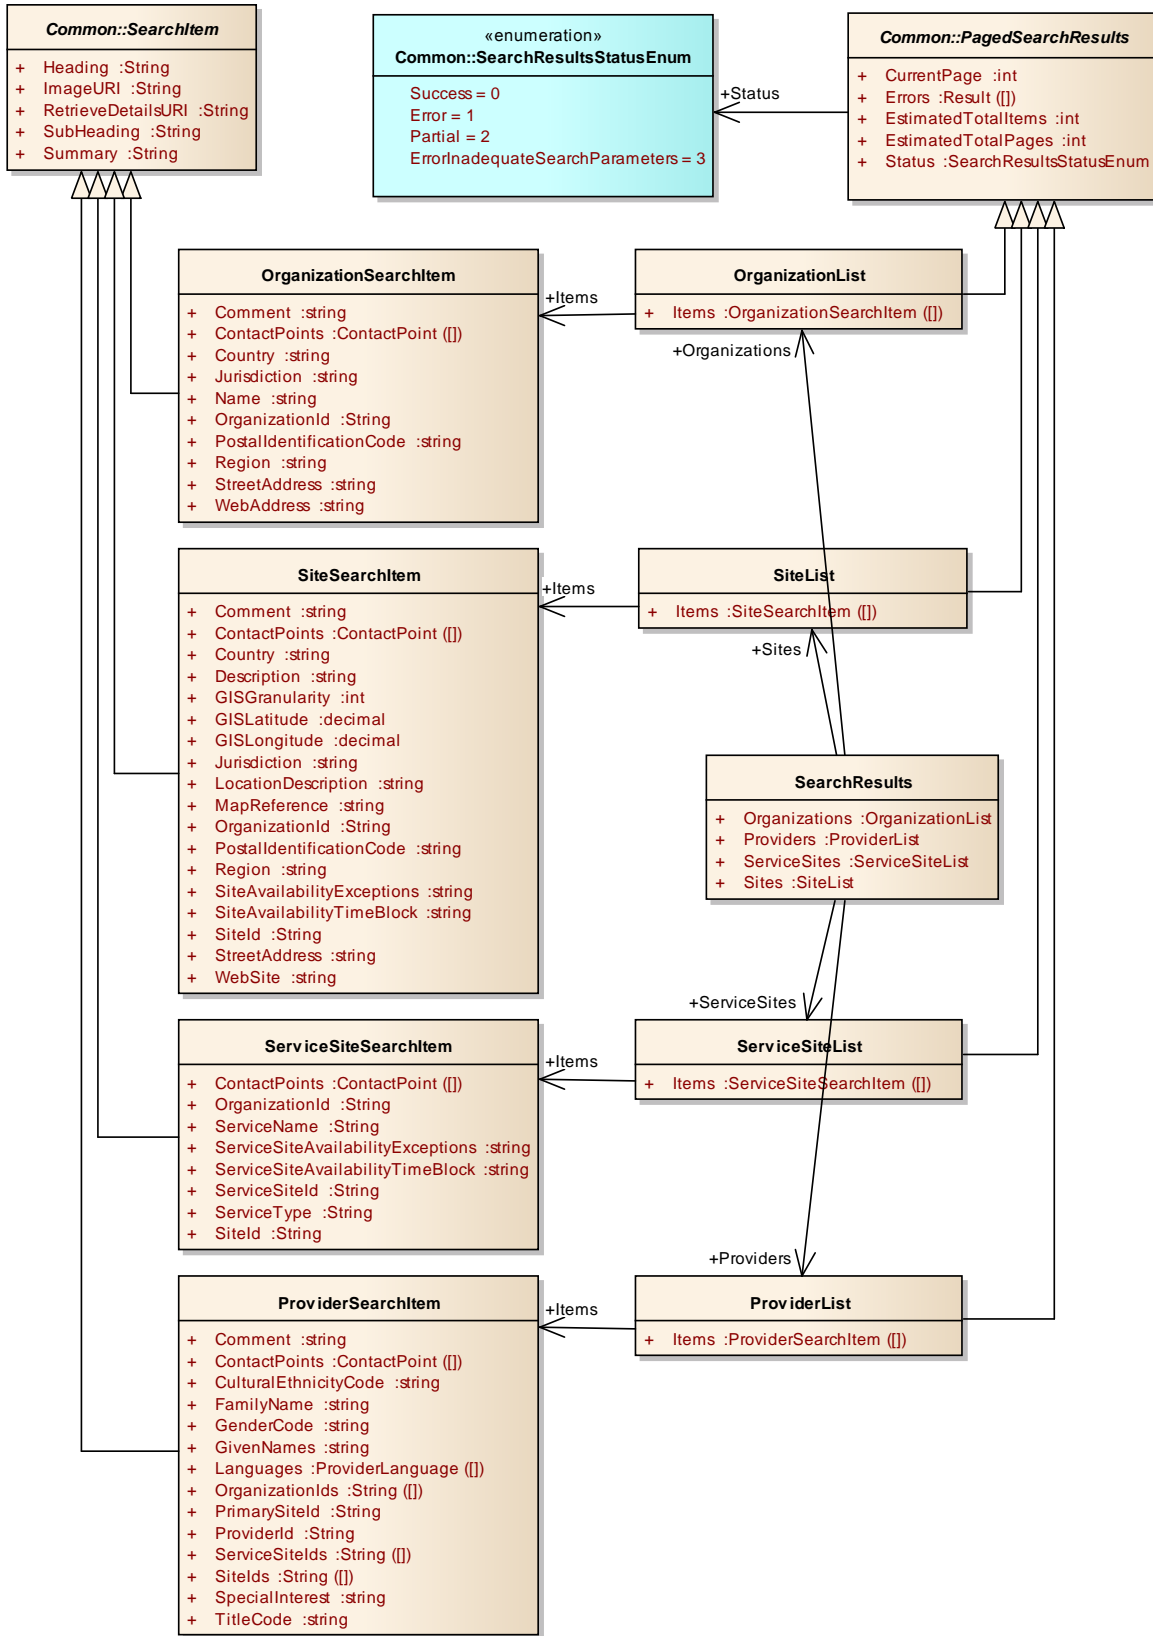 Common::SearchItem
+ Heading :String
+ ImageURI :String
+ RetrieveDetailsURI :String
+ SubHeading :String
+ Summary :String
«enumeration»
Common::SearchResultsStatusEnum
Success = 0
Error = 1
Partial = 2
ErrorInadequateSearchParameters = 3
+Status
Common::PagedSearchResults
+ CurrentPage :int
+ Errors :Result ([])
+ EstimatedTotalItems :int
+ EstimatedTotalPages :int
+ Status :SearchResultsStatusEnum
OrganizationSearchItem
+ Comment :string
+ ContactPoints :ContactPoint ([])
+ Country :string
+ Jurisdiction :string
+ Name :string
+ OrganizationId :String
+ PostalIdentificationCode :string
+ Region :string
+ StreetAddress :string
+ WebAddress :string
+Items
OrganizationList
+ Items :OrganizationSearchItem ([])
+Organizations
SiteSearchItem
+ Comment :string
+ ContactPoints :ContactPoint ([])
+ Country :string
+ Description :string
+ GISGranularity :int
+ GISLatitude :decimal
+ GISLongitude :decimal
+ Jurisdiction :string
+ LocationDescription :string
+ MapReference :string
+ OrganizationId :String
+ PostalIdentificationCode :string
+ Region :string
+ SiteAvailabilityExceptions :string
+ SiteAvailabilityTimeBlock :string
+ SiteId :String
+ StreetAddress :string
+ WebSite :string
+Items
SiteList
+ Items :SiteSearchItem ([])
+Sites
SearchResults
+ Organizations :OrganizationList
+ Providers :ProviderList
+ ServiceSites :ServiceSiteList
+ Sites :SiteList
+ServiceSites
ServiceSiteSearchItem
+ ContactPoints :ContactPoint ([])
+ OrganizationId :String
+ ServiceName :String
+ ServiceSiteAvailabilityExceptions :string
+ ServiceSiteAvailabilityTimeBlock :string
+ ServiceSiteId :String
+ ServiceType :String
+ SiteId :String
+Items
ServiceSiteList
+ Items :ServiceSiteSearchItem ([])
+Providers
ProviderSearchItem
+ Comment :string
+ ContactPoints :ContactPoint ([])
+ CulturalEthnicityCode :string
+ FamilyName :string
+ GenderCode :string
+ GivenNames :string
+ Languages :ProviderLanguage ([])
+ OrganizationIds :String ([])
+ PrimarySiteId :String
+ ProviderId :String
+ ServiceSiteIds :String ([])
+ SiteIds :String ([])
+ SpecialInterest :string
+ TitleCode :string
+Items
ProviderList
+ Items :ProviderSearchItem ([])